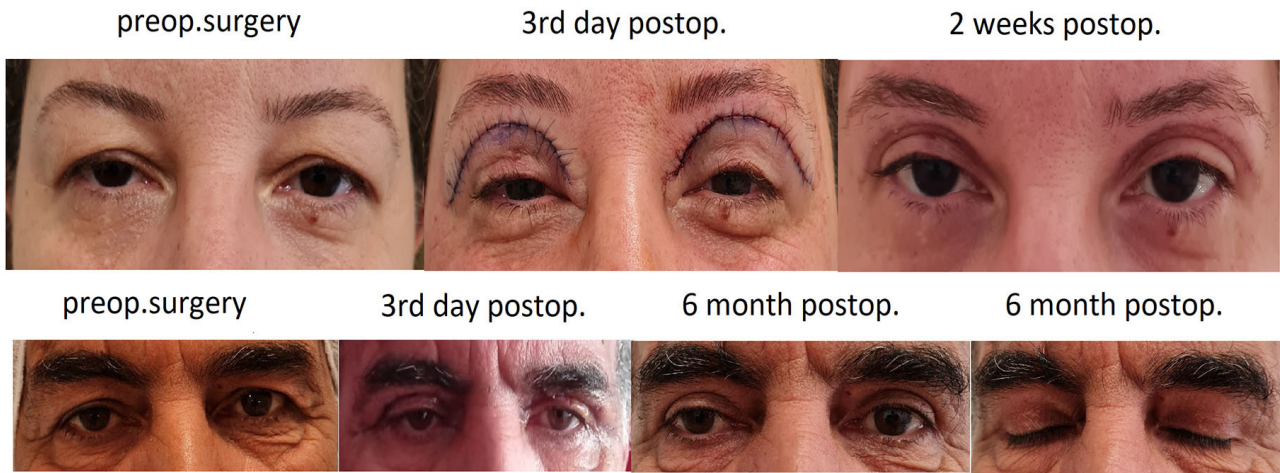 preop.surgery
3rd day postop.
2 weeks postop.
preop.surgery
3rd day postop.
6 month postop.
6 month postop.